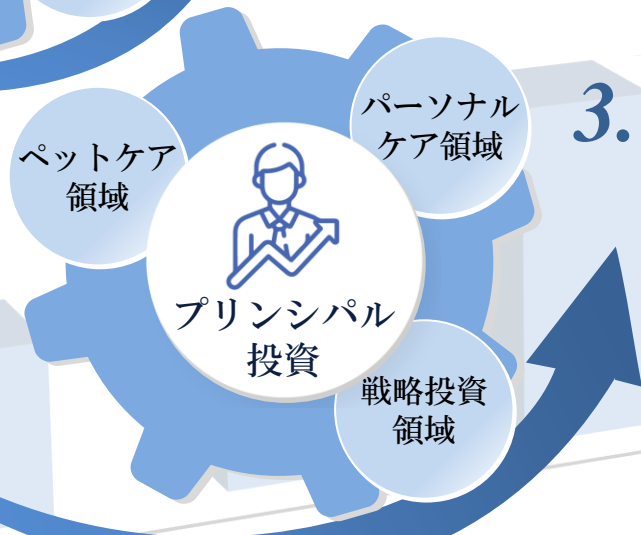 3.
パーソナル
ケア領域
ペットケア
領域
プリンシパル
投資
戦略投資
領域